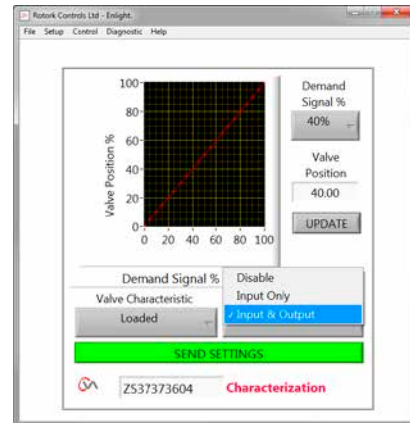 Rotork Controls Ltd - Enlight.
File Setup Control Diagnostic Help
100
80
60
40
20
0
Valve Position %
0 20 40 60 80 100
Demand Signal %
Demand
Signal %
40%
Valve
Position
40.00
UPDATE
Valve Characteristic
Loaded
Disable
Input Only
✓ Input & Output
SEND SETTINGS
ZS37373604
Characterization